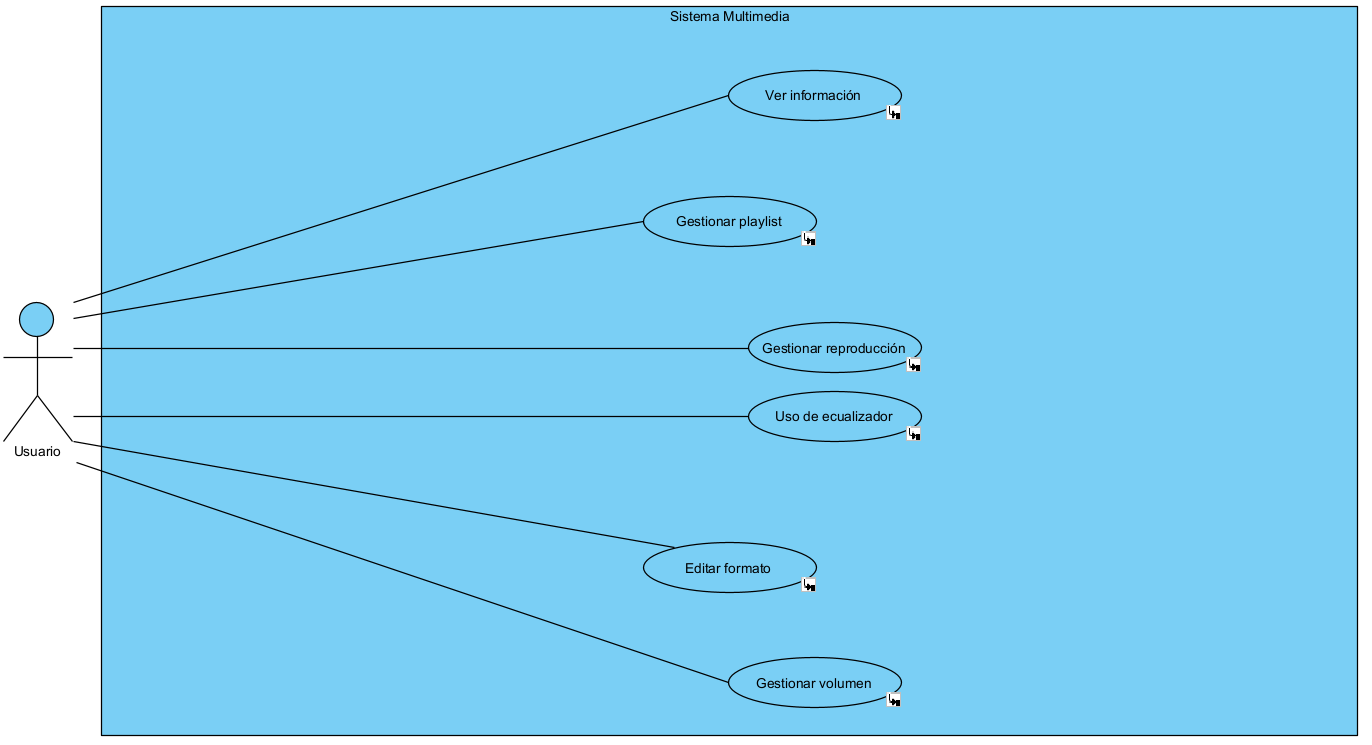 Sistema Multimedia
Ver información
Gestionar playlist
Gestionar reproducción
Uso de ecualizador
Usuario
Editar formato
Gestionar volumen